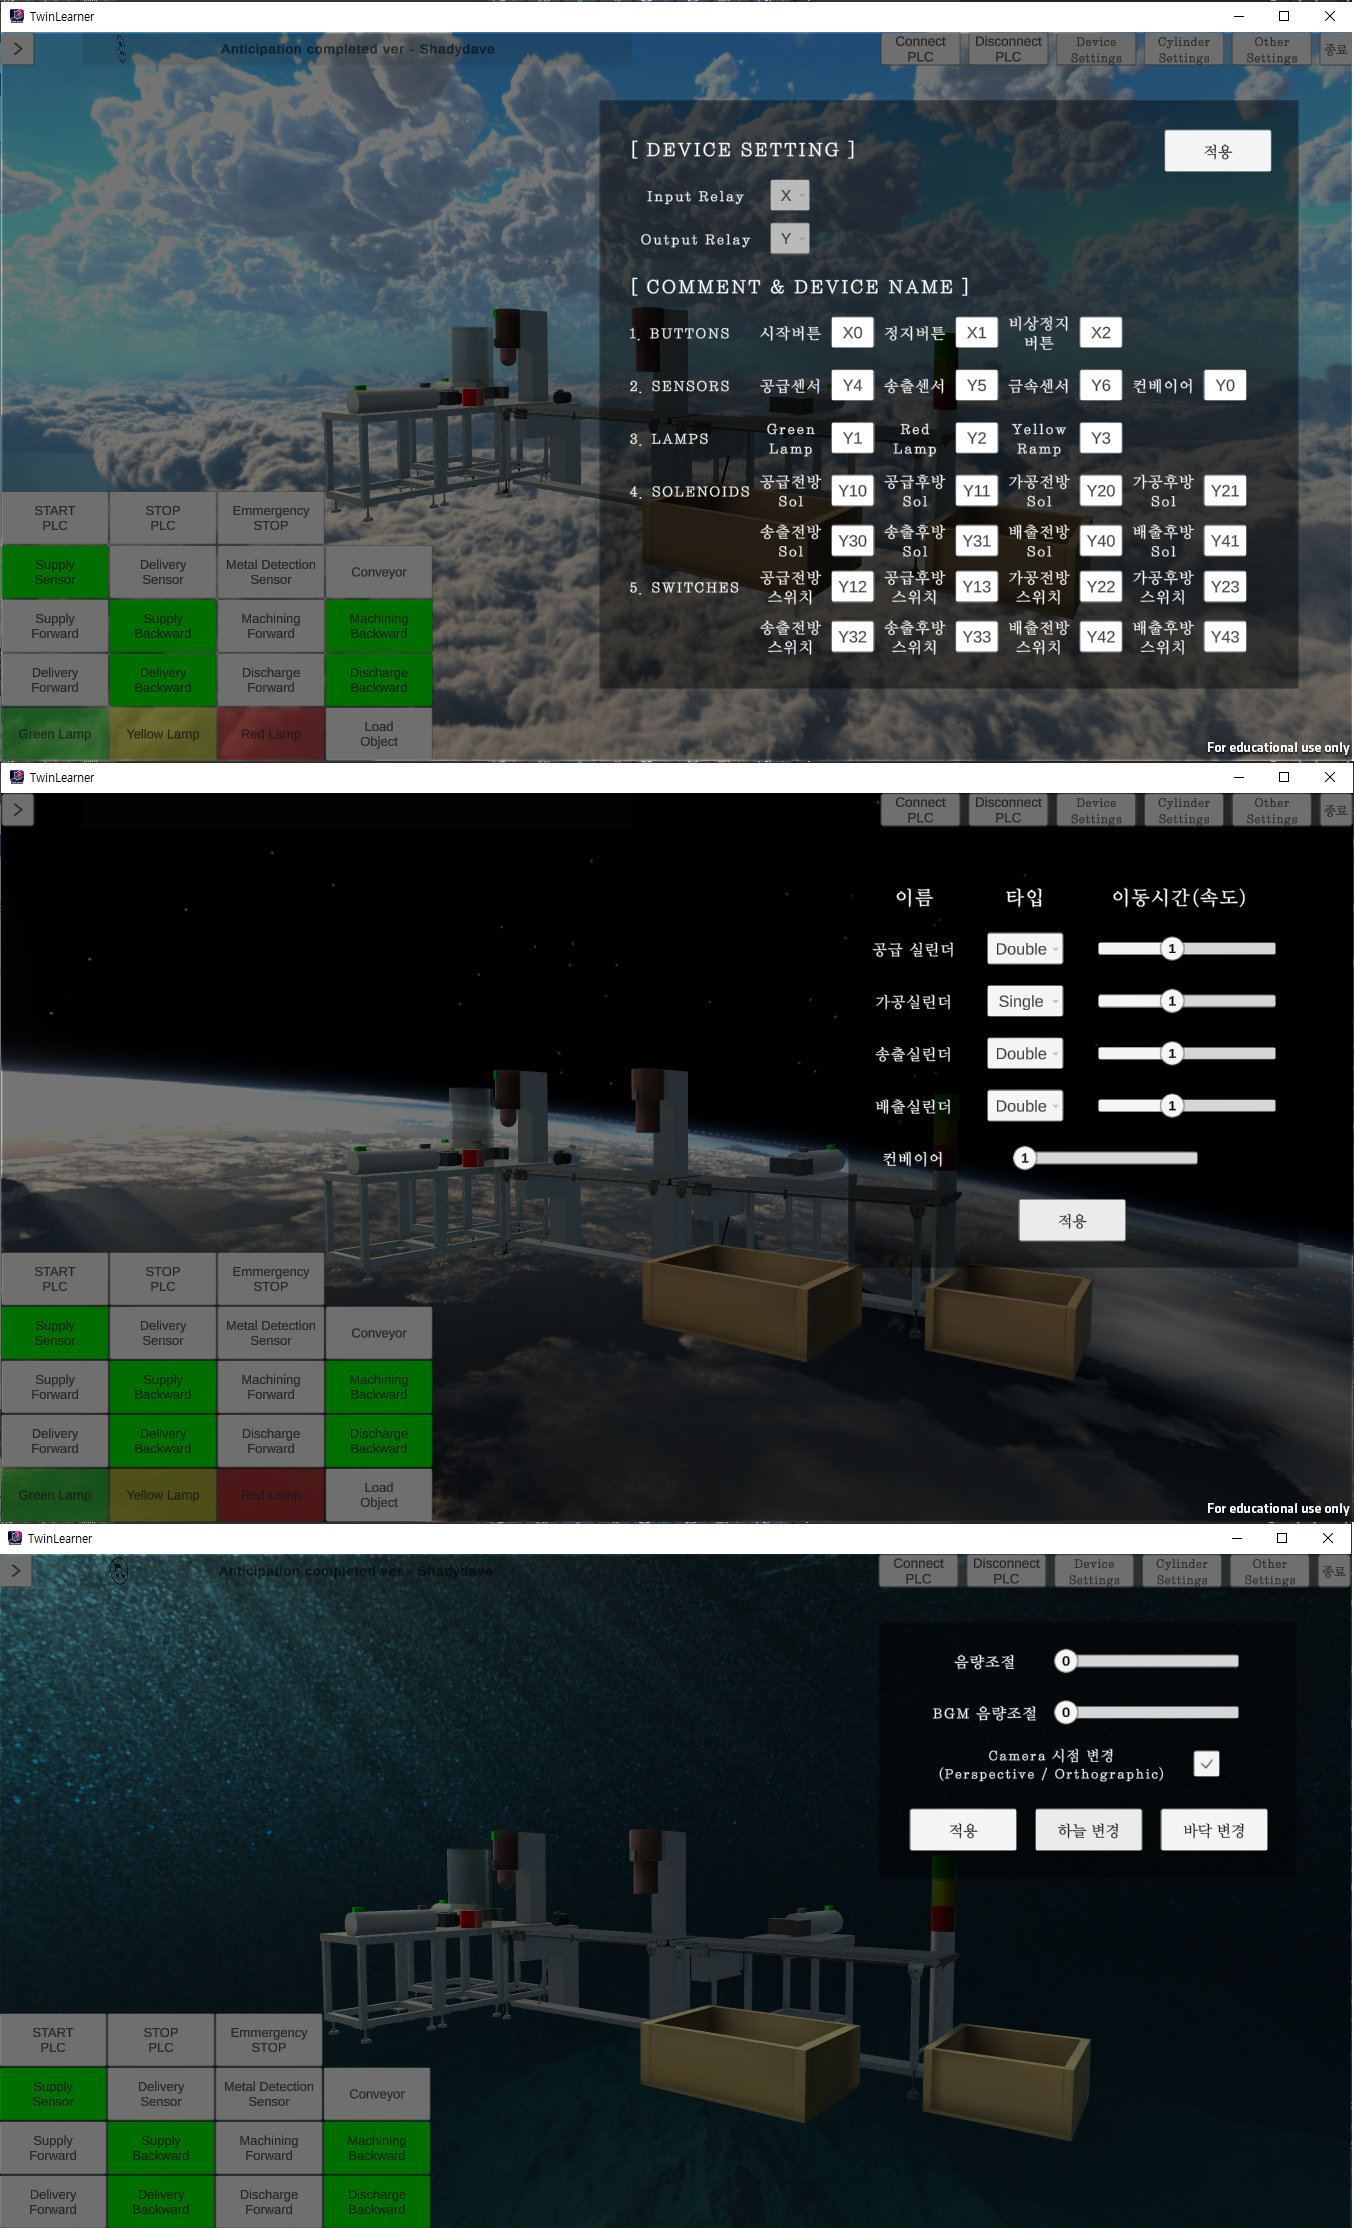 TwinLearner
>
Anticipation completed ver - Shadydave
Connect
PLC
Disconnect
PLC
Device
Settings
Cylinder
Settings
Other
Settings
종료
[ DEVICE SETTING ]
적용
Input Relay X
Output Relay Y
[ COMMENT & DEVICE NAME ]
1. BUTTONS 시작버튼 X0 정지버튼 X1 비상정지
버튼 X2
2. SENSORS 공급센서 Y4 송출센서 Y5 금속센서 Y6 컨베이어 Y0
3. LAMPS Green
Lamp Y1 Red
Lamp Y2 Yellow
Ramp Y3
4. SOLENOIDS 공급전방
Sol Y10 공급후방
Sol Y11 가공전방
Sol Y20 가공후방
Sol Y21
송출전방
Sol Y30 송출후방
Sol Y31 배출전방
Sol Y40 배출후방
Sol Y41
5. SWITCHES 공급전방
스위치 Y12 공급후방
스위치 Y13 가공전방
스위치 Y22 가공후방
스위치 Y23
송출전방
스위치 Y32 송출후방
스위치 Y33 배출전방
스위치 Y42 배출후방
스위치 Y43
START
PLC
STOP
PLC
Emmergency
STOP
Supply
Sensor
Delivery
Sensor
Metal Detection
Sensor
Conveyor
Supply
Forward
Supply
Backward
Machining
Forward
Machining
Backward
Delivery
Forward
Delivery
Backward
Discharge
Forward
Discharge
Backward
Green Lamp
Yellow Lamp
Red Lamp
Load
Object
For educational use only
TwinLearner
>
Connect
PLC
Disconnect
PLC
Device
Settings
Cylinder
Settings
Other
Settings
종료
이름 타입 이동시간(속도)
공급 실린더 Double 1
가공실린더 Single 1
송출실린더 Double 1
배출실린더 Double 1
컨베이어 1
적용
START
PLC
STOP
PLC
Emmergency
STOP
Supply
Sensor
Delivery
Sensor
Metal Detection
Sensor
Conveyor
Supply
Forward
Supply
Backward
Machining
Forward
Machining
Backward
Delivery
Forward
Delivery
Backward
Discharge
Forward
Discharge
Backward
Green Lamp
Yellow Lamp
Red Lamp
Load
Object
For educational use only
TwinLearner
>
Anticipation completed ver - Shadydave
Connect
PLC
Disconnect
PLC
Device
Settings
Cylinder
Settings
Other
Settings
종료
음량조절 0
BGM 음량조절 0
Camera 시점 변경
(Perspective / Orthographic)
적용 하늘 변경 바닥 변경
START
PLC
STOP
PLC
Emmergency
STOP
Supply
Sensor
Delivery
Sensor
Metal Detection
Sensor
Conveyor
Supply
Forward
Supply
Backward
Machining
Forward
Machining
Backward
Delivery
Forward
Delivery
Backward
Discharge
Forward
Discharge
Backward